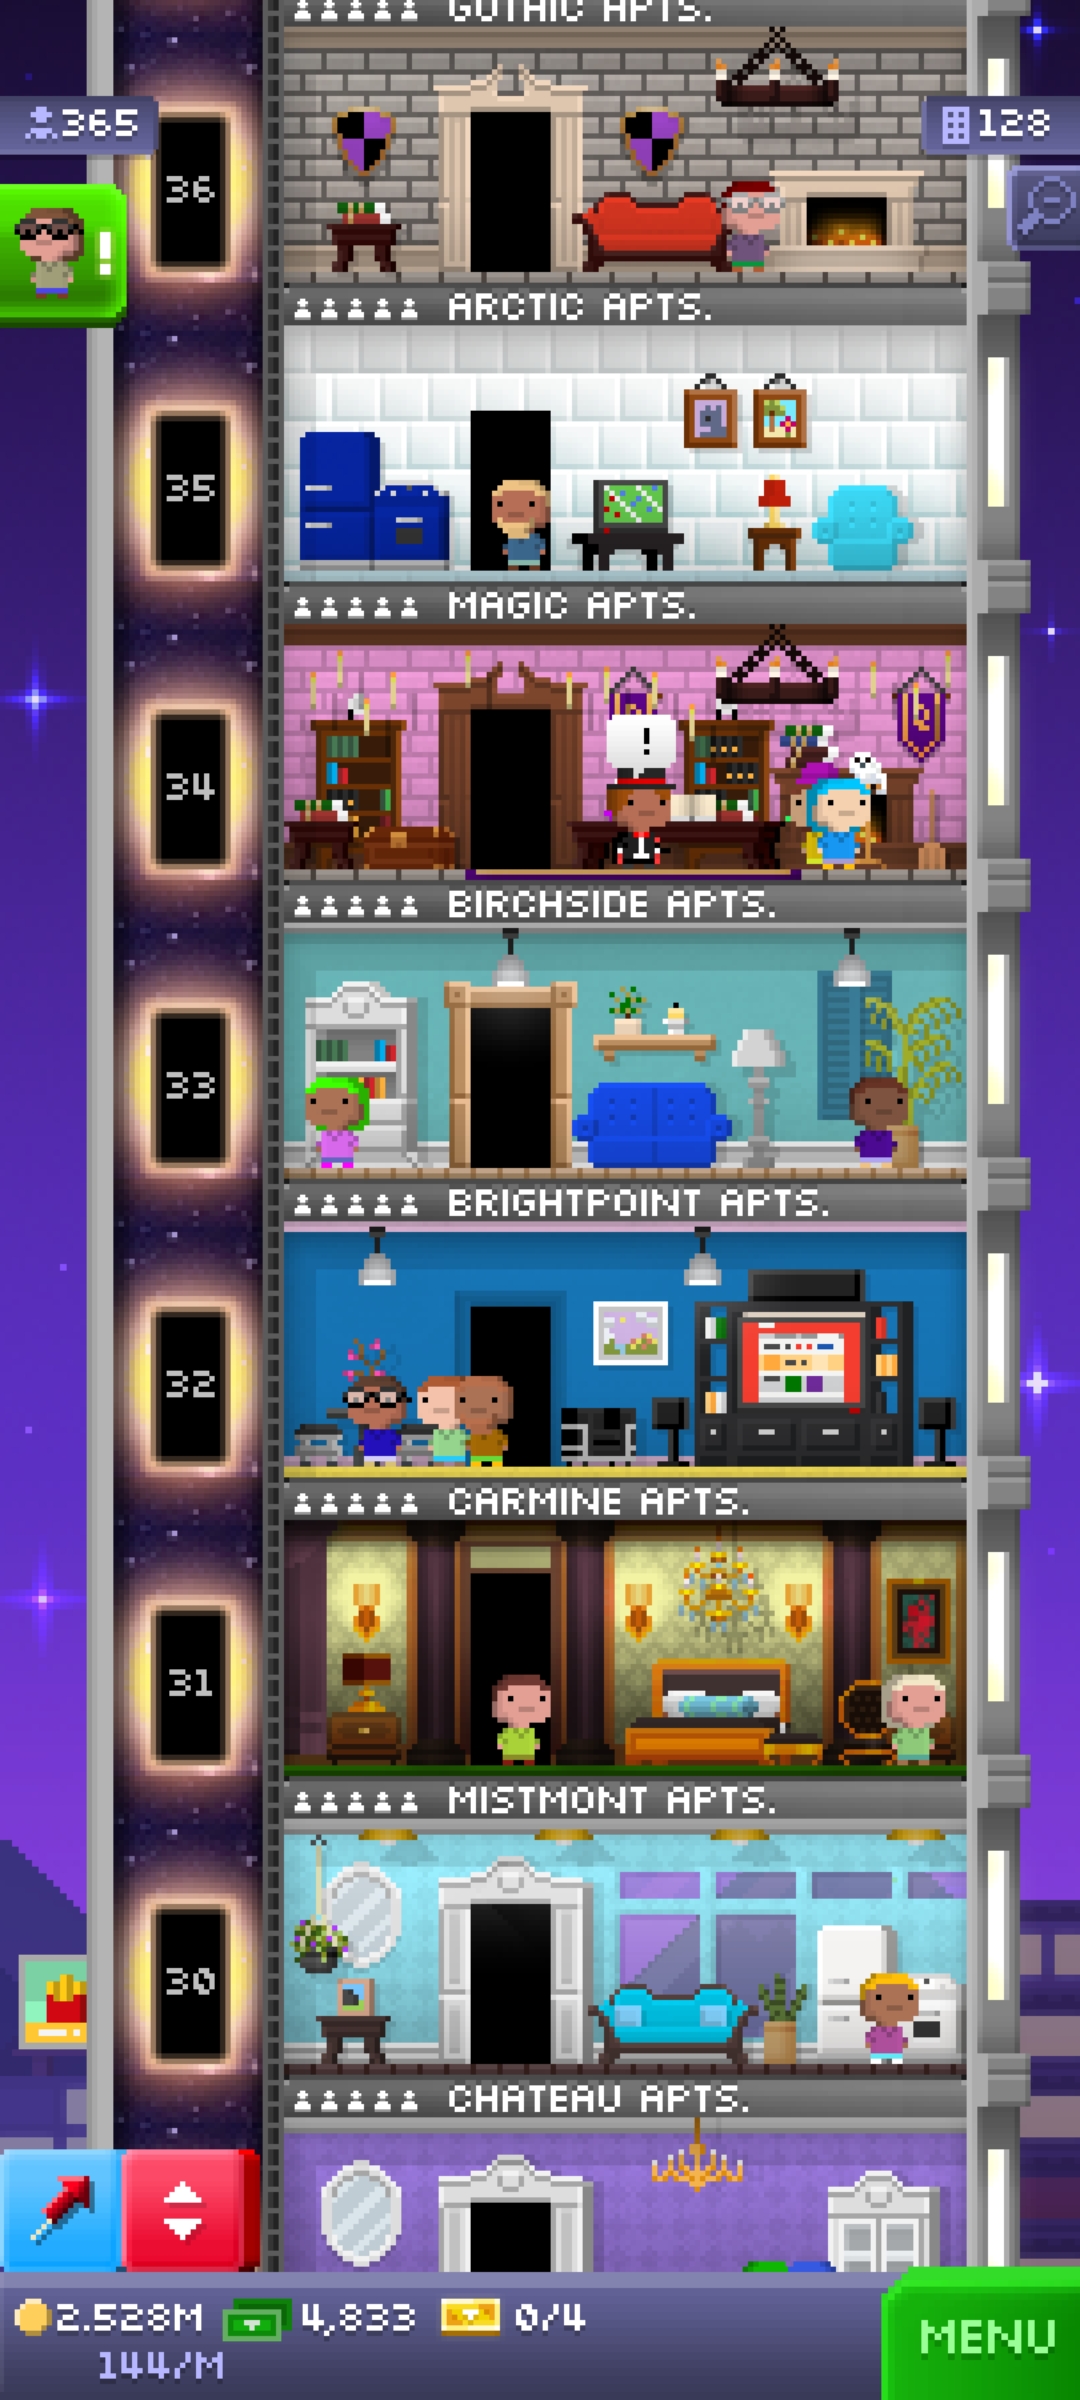 GOTHIC APTS.
365
128
36
!
ARCTIC APTS.
35
MAGIC APTS.
!
34
BIRCHSIDE APTS.
33
BRIGHTPOINT APTS.
32
CARMINE APTS.
31
MISTMONT APTS.
30
CHATEAU APTS.
2.528M 4,833 0/4
144/M
MENU